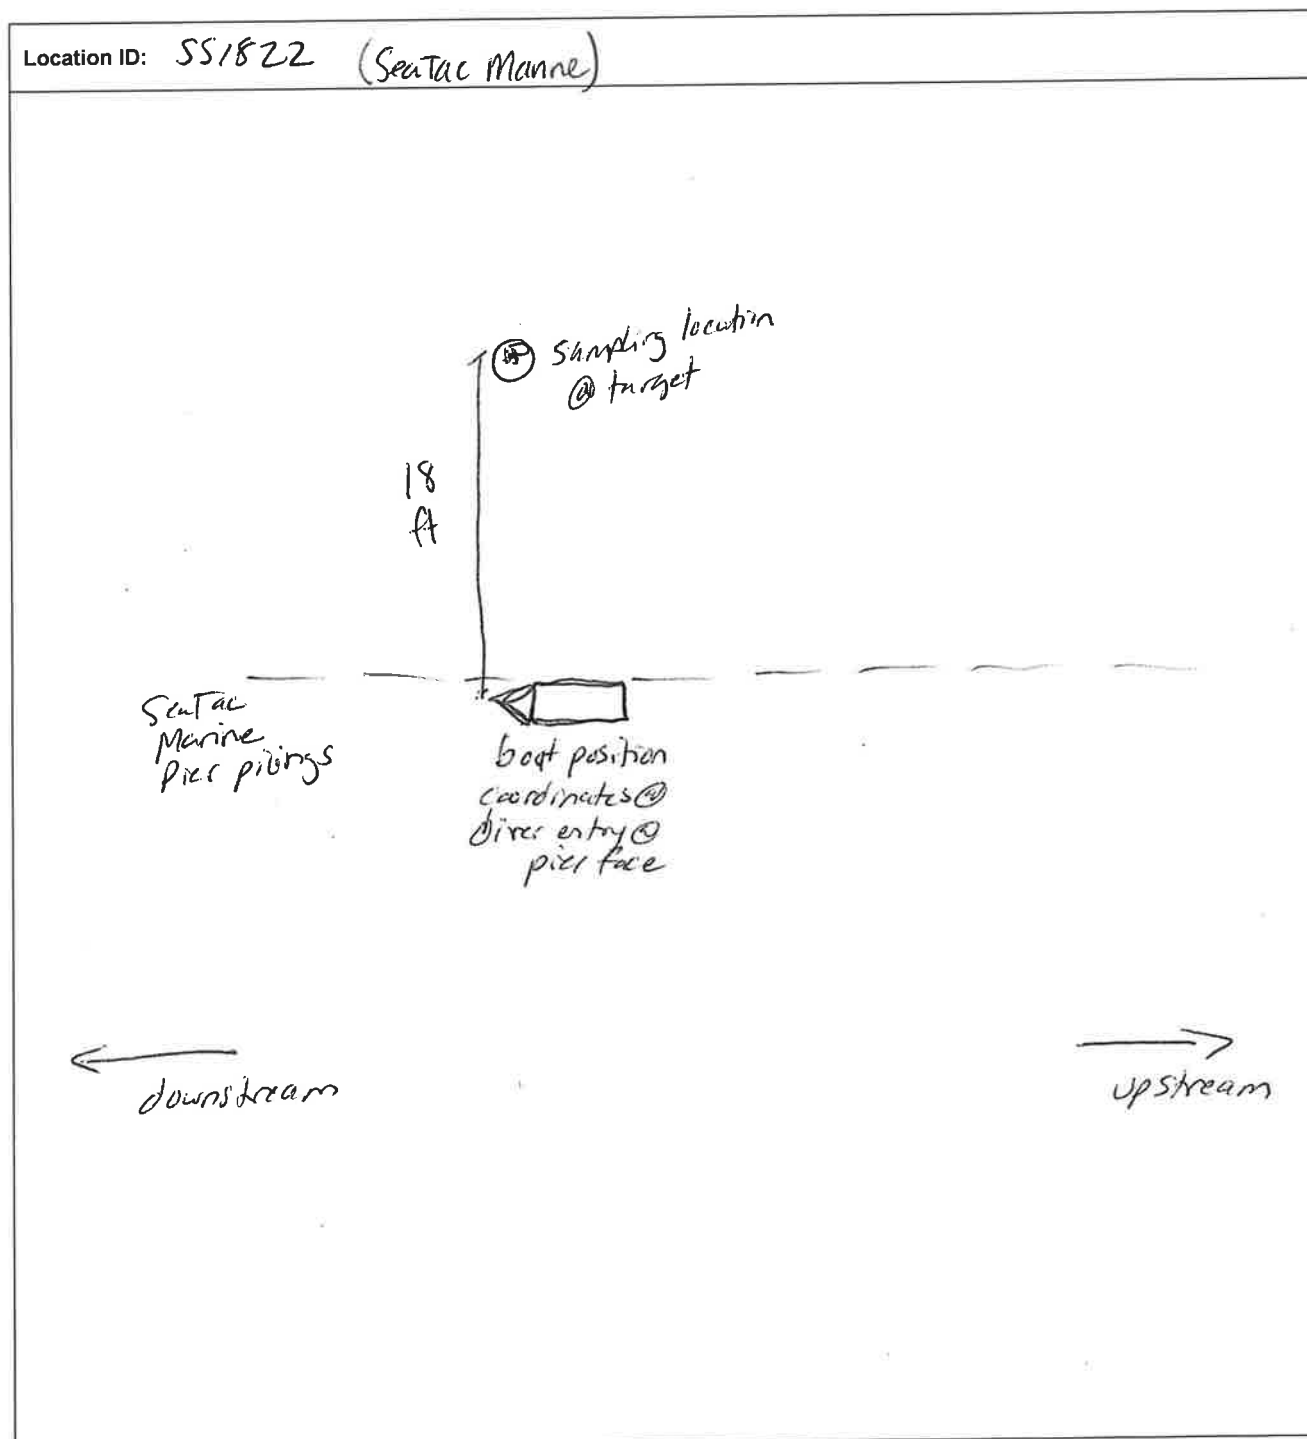 Location ID: SS1822 (SeaTac Marine)
sampling location
@ target
18
ft
SeaTac
Marine
Pier pilings
boat position
coordinates @
diver entry @
pier face
downstream
upstream